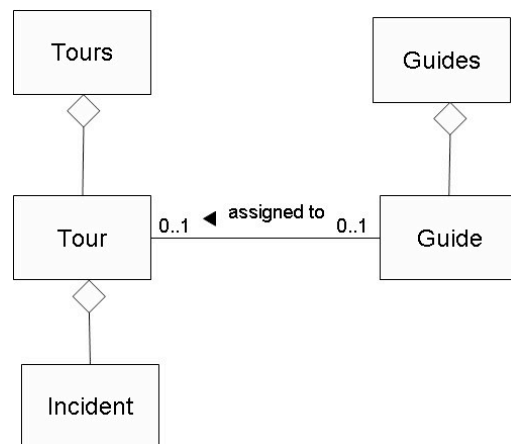 Tours
Guides
0..1 ◀ assigned to 0..1
Tour
Guide
Incident